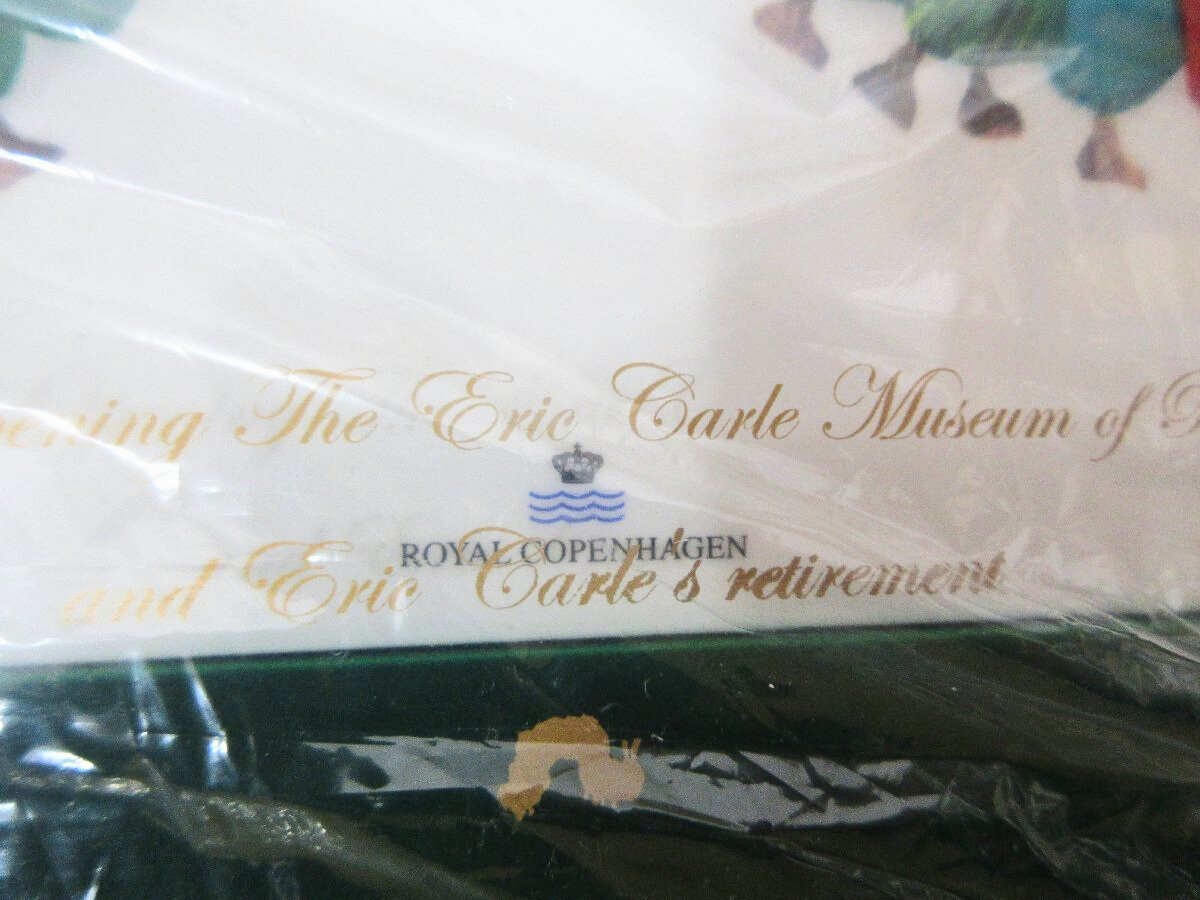 The Eric Carle Museum of
ROYAL COPENHAGEN
and Eric Carle's retirement